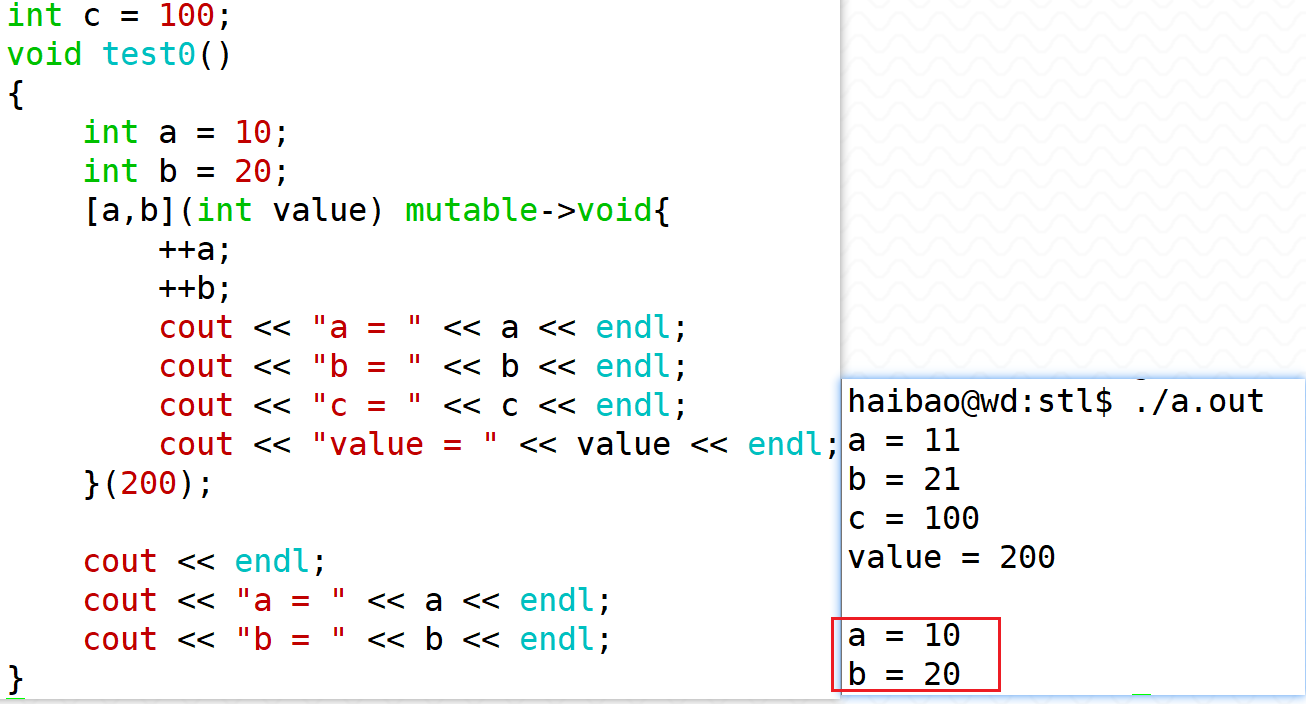 int c = 100;
void test0()
{
    int a = 10;
    int b = 20;
    [a,b](int value) mutable->void{
        ++a;
        ++b;
        cout << "a = " << a << endl;
        cout << "b = " << b << endl;
        cout << "c = " << c << endl;
        cout << "value = " << value << endl;
    }(200);

    cout << endl;
    cout << "a = " << a << endl;
    cout << "b = " << b << endl;
}
haibao@wd:stl$ ./a.out
a = 11
b = 21
c = 100
value = 200

a = 10
b = 20